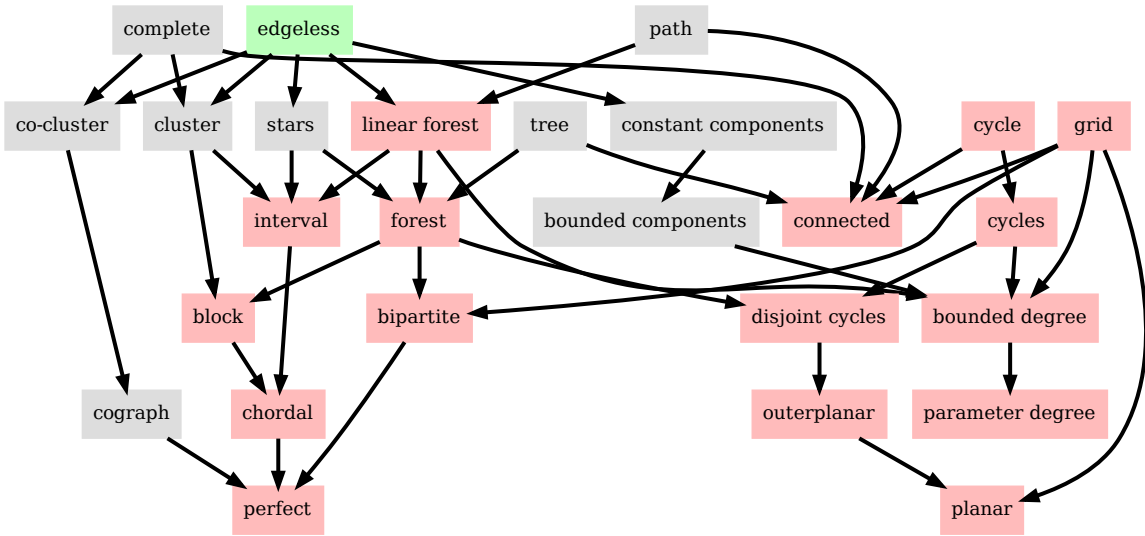 complete
edgeless
path
co-cluster
cluster
stars
linear forest
tree
constant components
cycle
grid
interval
forest
bounded components
connected
cycles
block
bipartite
disjoint cycles
bounded degree
cograph
chordal
outerplanar
parameter degree
perfect
planar